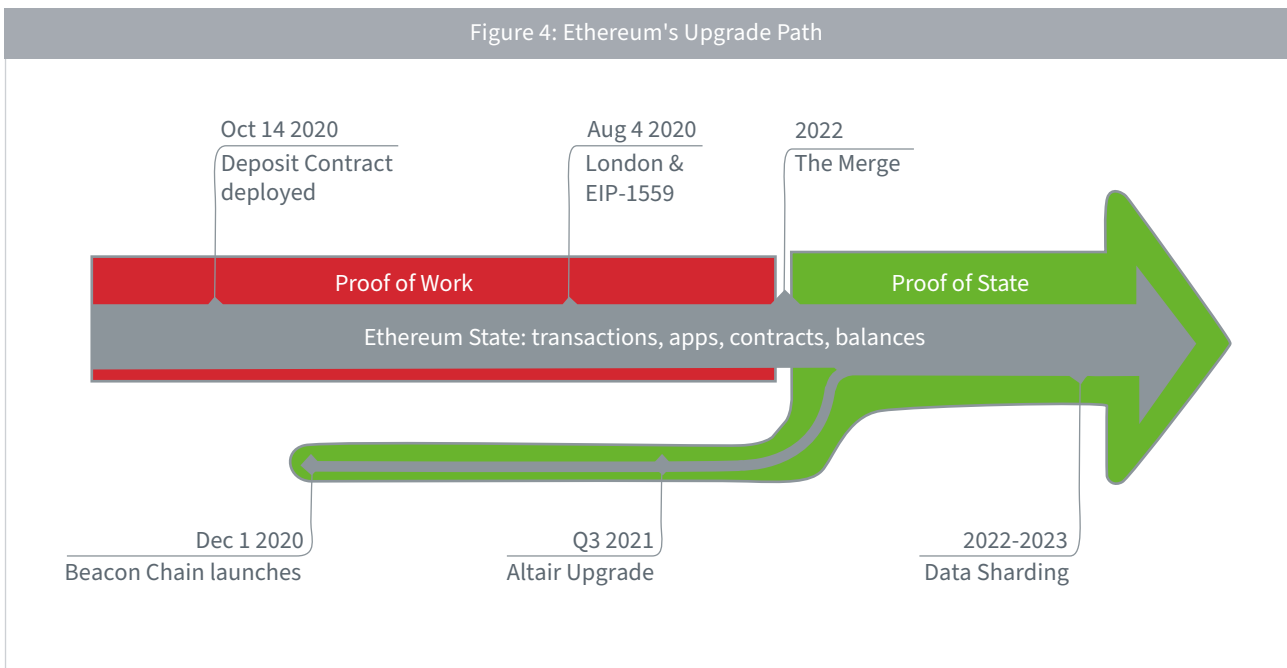 Figure 4: Ethereum's Upgrade Path
Oct 14 2020
Deposit Contract
deployed
Aug 4 2020
London &
EIP-1559
2022
The Merge
Proof of Work
Proof of State
Ethereum State: transactions, apps, contracts, balances
Dec 1 2020
Beacon Chain launches
Q3 2021
Altair Upgrade
2022-2023
Data Sharding